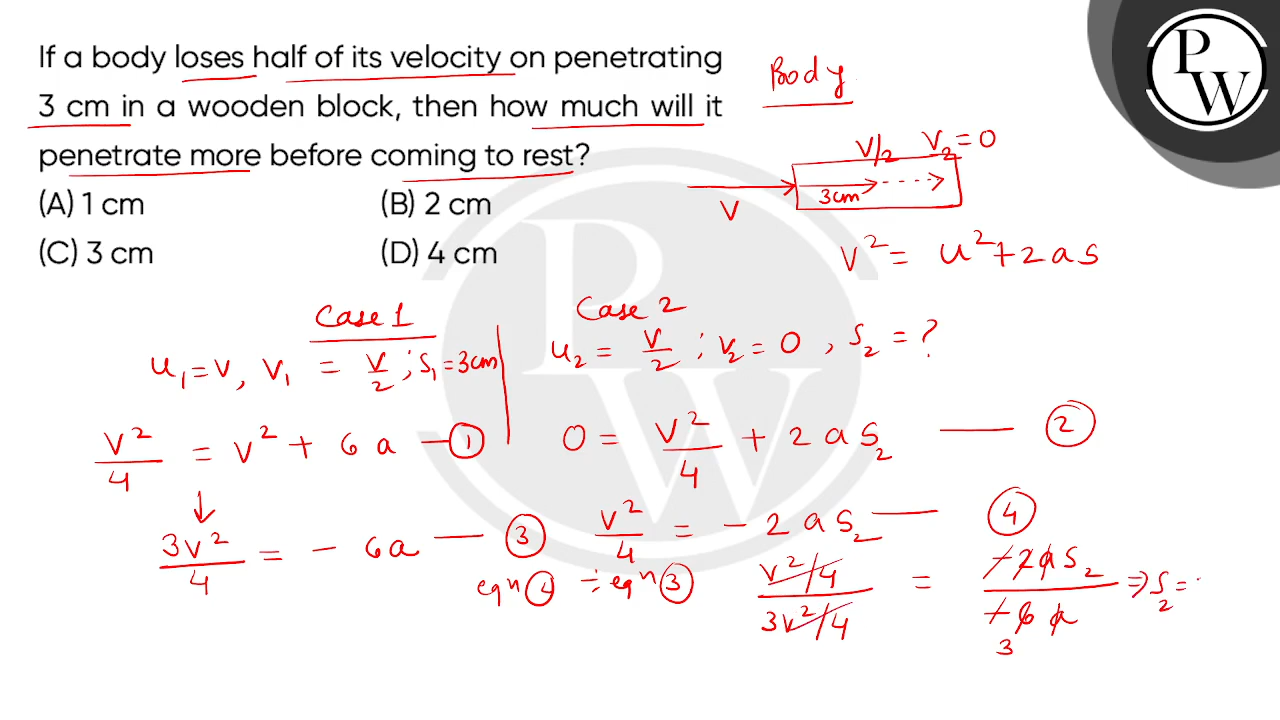 If a body loses half of its velocity on penetrating
3 cm in a wooden block, then how much will it
penetrate more before coming to rest?
(A) 1 cm (B) 2 cm
(C) 3 cm (D) 4 cm
PW
Body
V/2 V₂=0
3cm
V
V² = u²+2as
Case 1
u₁=V, V₁ = V/2 ; S₁=3cm
V²/4 = V² + 6a — ①
↓
3V²/4 = - 6a — ③
Case 2
u₂ = V/2 ; V₂ = 0 , S₂ = ?
0 = V²/4 + 2aS₂ — ②
V²/4 = - 2aS₂ — ④
eqⁿ ④ ÷ eqⁿ ③
V²/4 / 3V²/4 = -2aS₂ / -6a ⇒ S₂ =
3
PW